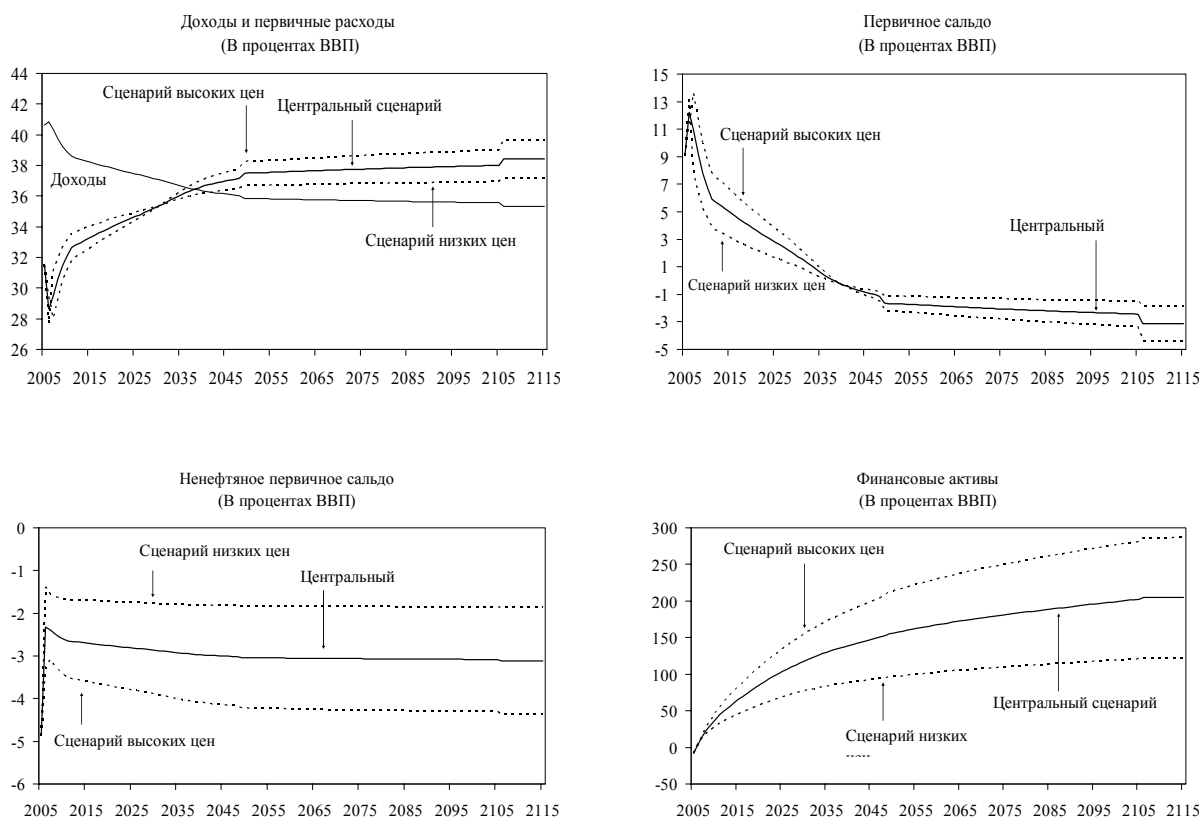 Доходы и первичные расходы
(В процентах ВВП)
44
42
40
38
36
34
32
30
28
26
Сценарий высоких цен
Центральный сценарий
Доходы
Сценарий низких цен
2005 2015 2025 2035 2045 2055 2065 2075 2085 2095 2105 2115
Первичное сальдо
(В процентах ВВП)
15
13
11
9
7
5
3
1
-1
-3
-5
Сценарий высоких цен
Центральный
Сценарий низких цен
2005 2015 2025 2035 2045 2055 2065 2075 2085 2095 2105 2115
Ненефтяное первичное сальдо
(В процентах ВВП)
0
-1
-2
-3
-4
-5
-6
Сценарий низких цен
Центральный
Сценарий высоких цен
2005 2015 2025 2035 2045 2055 2065 2075 2085 2095 2105 2115
Финансовые активы
(В процентах ВВП)
300
250
200
150
100
50
0
-50
Сценарий высоких цен
Центральный сценарий
Сценарий низких
2005 2015 2025 2035 2045 2055 2065 2075 2085 2095 2105 2115